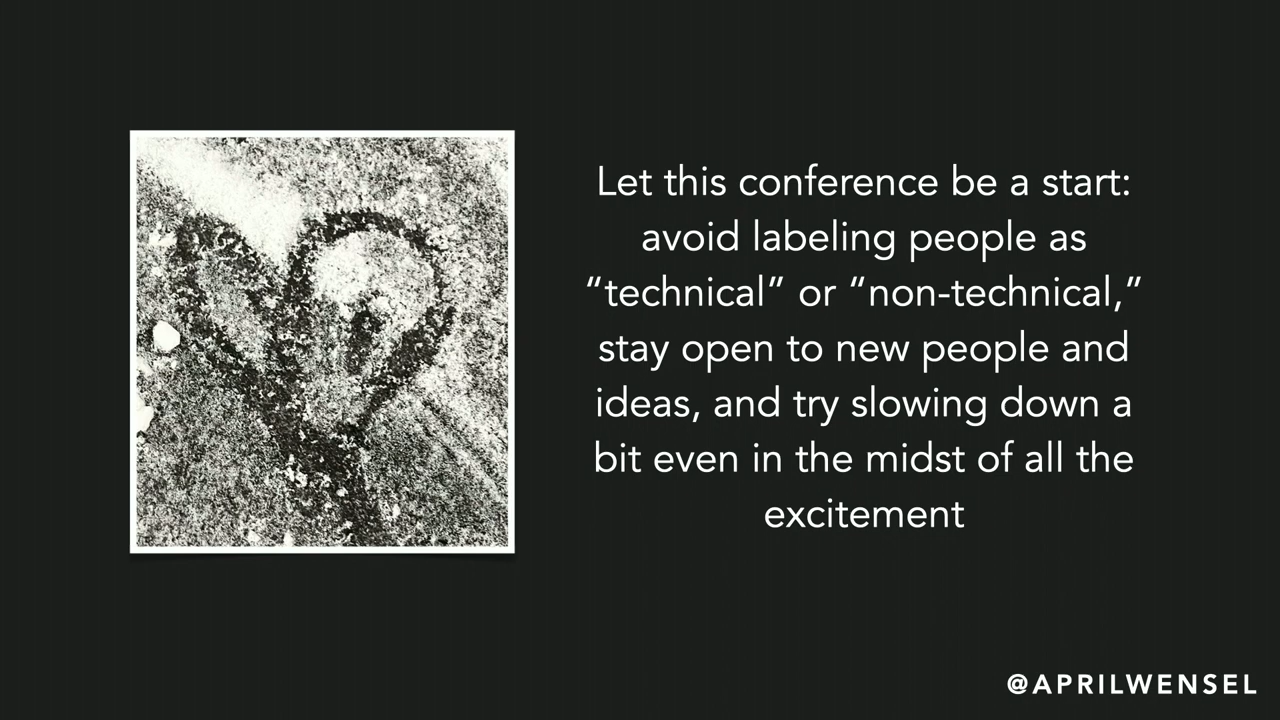 Let this conference be a start:
avoid labeling people as
“technical” or “non-technical,”
stay open to new people and
ideas, and try slowing down a
bit even in the midst of all the
excitement
@APRILWENSEL